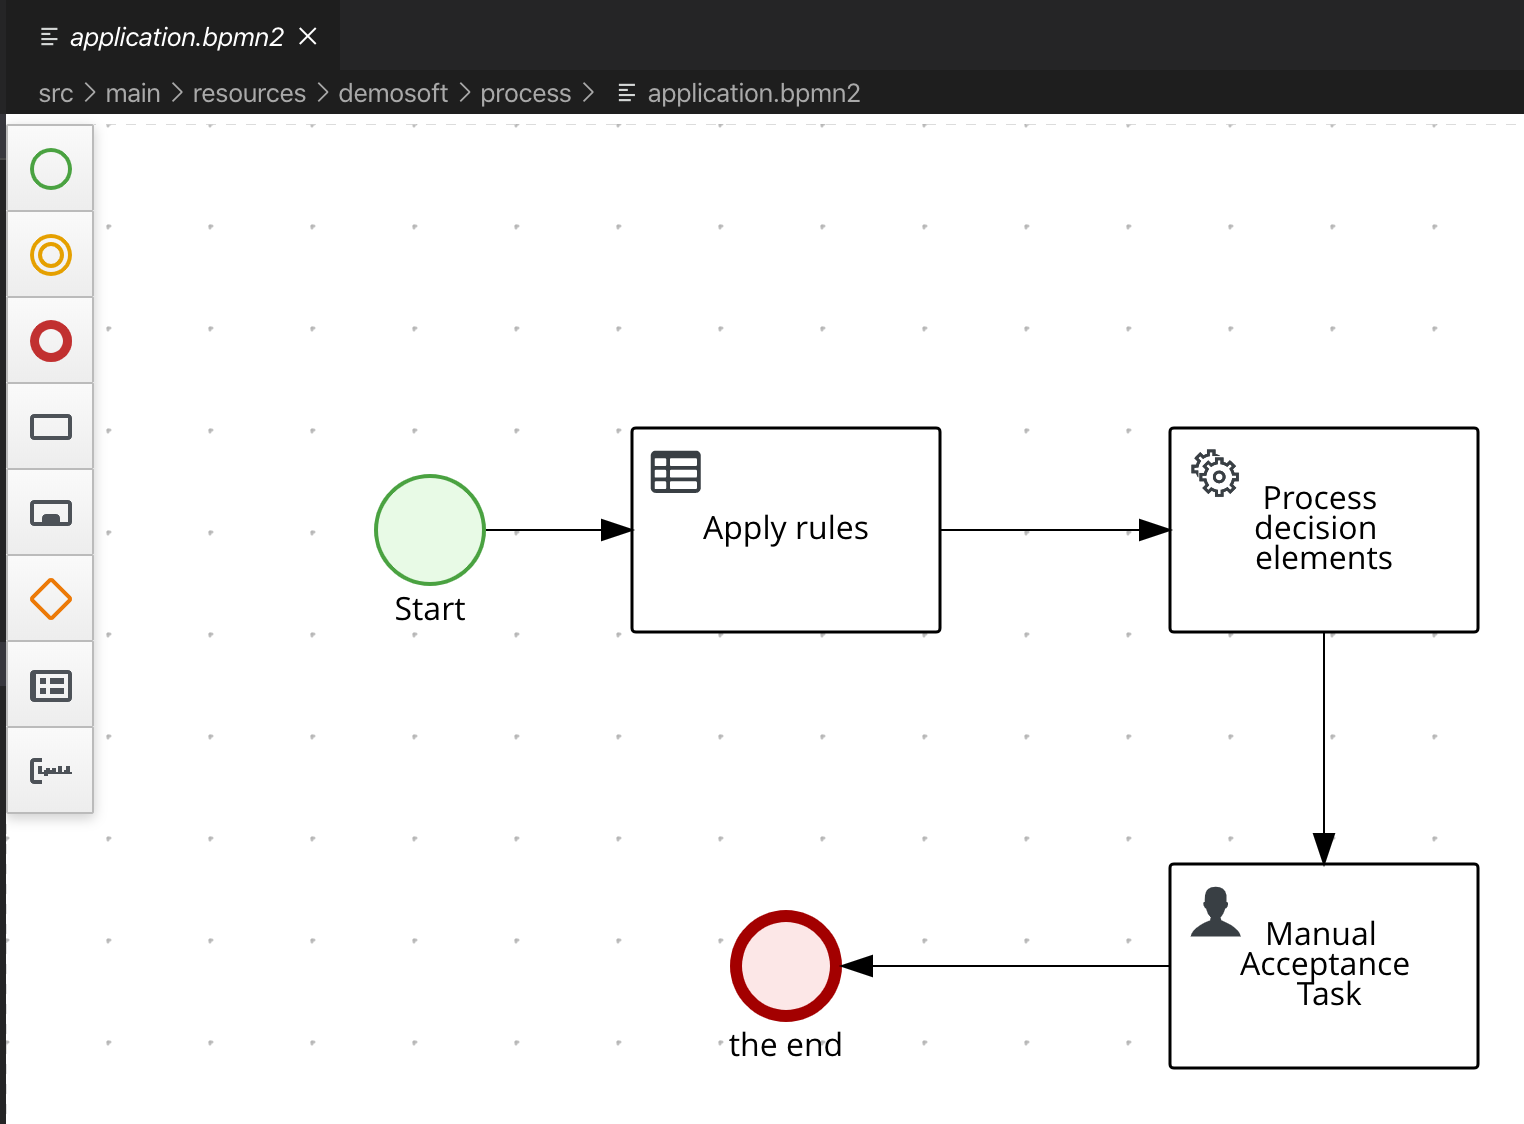 application.bpmn2
src > main > resources > demosoft > process > application.bpmn2
Start
Apply rules
Process
decision
elements
Manual
Acceptance
Task
the end